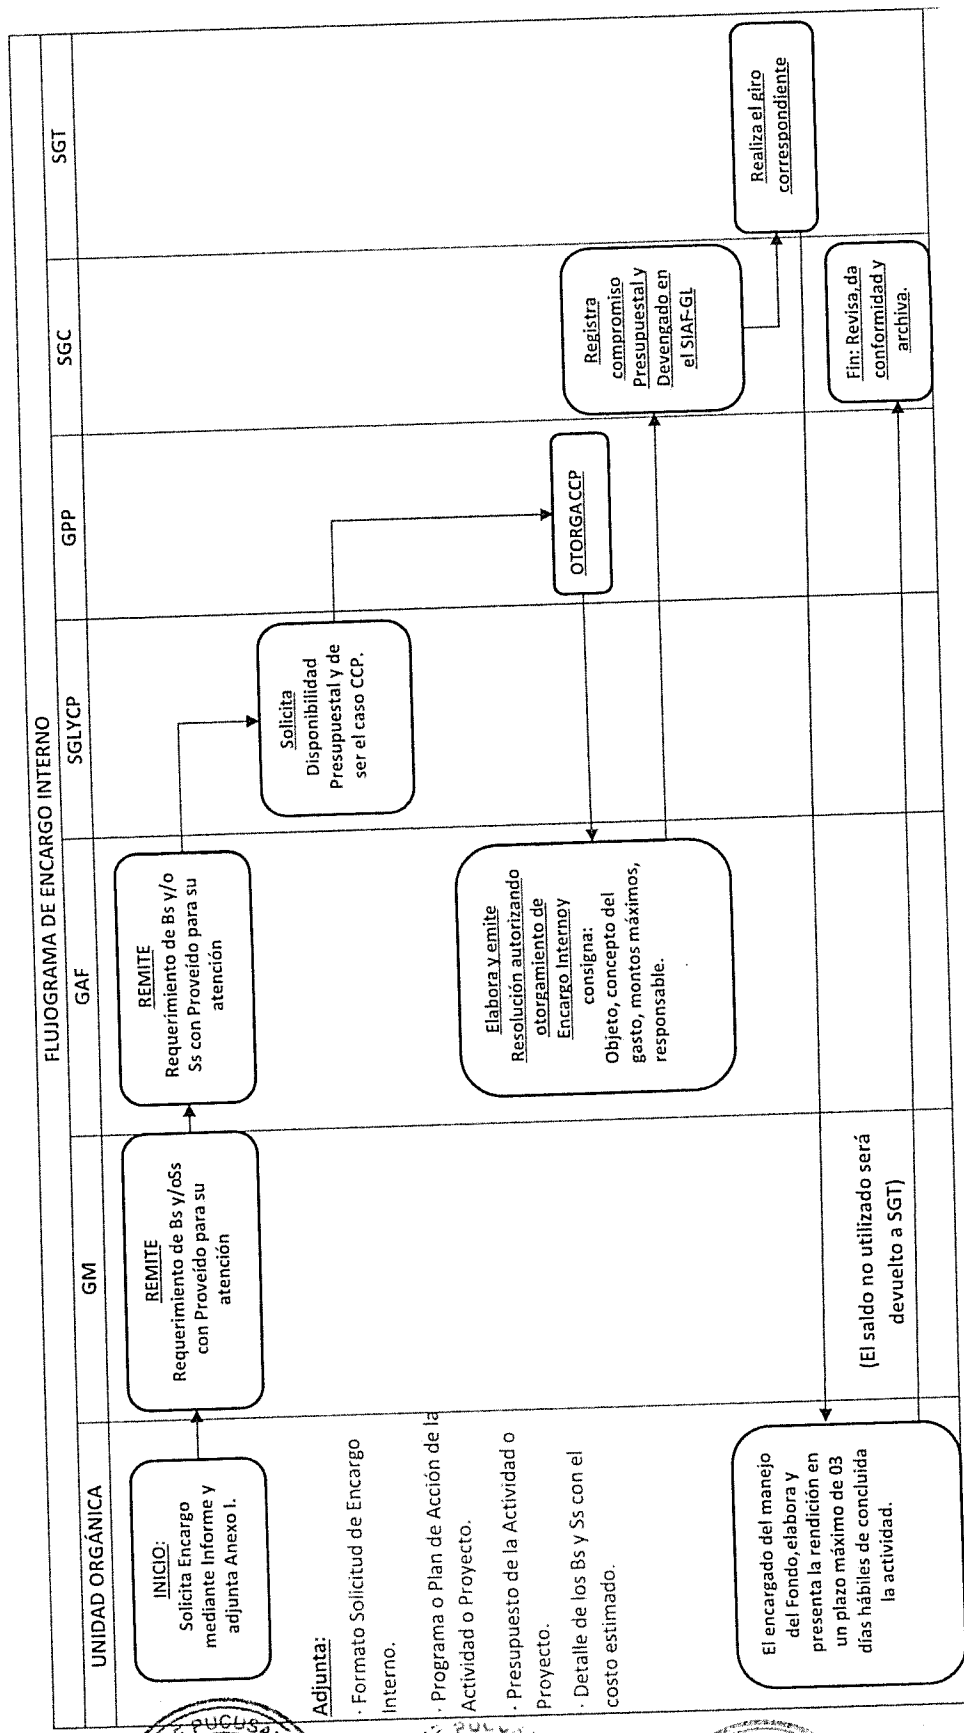 FLUJOGRAMA DE ENCARGO INTERNO
UNIDAD ORGÁNICA
GM
GAF
SGLYCP
GPP
SGC
SGT
INICIO:
Solicita Encargo
mediante Informe y
adjunta Anexo I.
REMITE
Requerimiento de Bs y/oSs
con Proveído para su
atención
REMITE
Requerimiento de Bs y/o
Ss con Proveído para su
atención
Solicita
Disponibilidad
Presupuestal y de
ser el caso CCP.
OTORGA CCP
Elabora y emite
Resolución autorizando
otorgamiento de
Encargo Internoy
consigna:
Objeto, concepto del
gasto, montos máximos,
responsable.
Registra
compromiso
Presupuestal y
Devengado en
el SIAF-GL
Realiza el giro
correspondiente
Adjunta:
· Formato Solicitud de Encargo
Interno.
· Programa o Plan de Acción de la
Actividad o Proyecto.
· Presupuesto de la Actividad o
Proyecto.
· Detalle de los Bs y Ss con el
costo estimado.
El encargado del manejo
del Fondo, elabora y
presenta la rendición en
un plazo máximo de 03
días hábiles de concluida
la actividad.
(El saldo no utilizado será
devuelto a SGT)
Fin: Revisa, da
conformidad y
archiva.